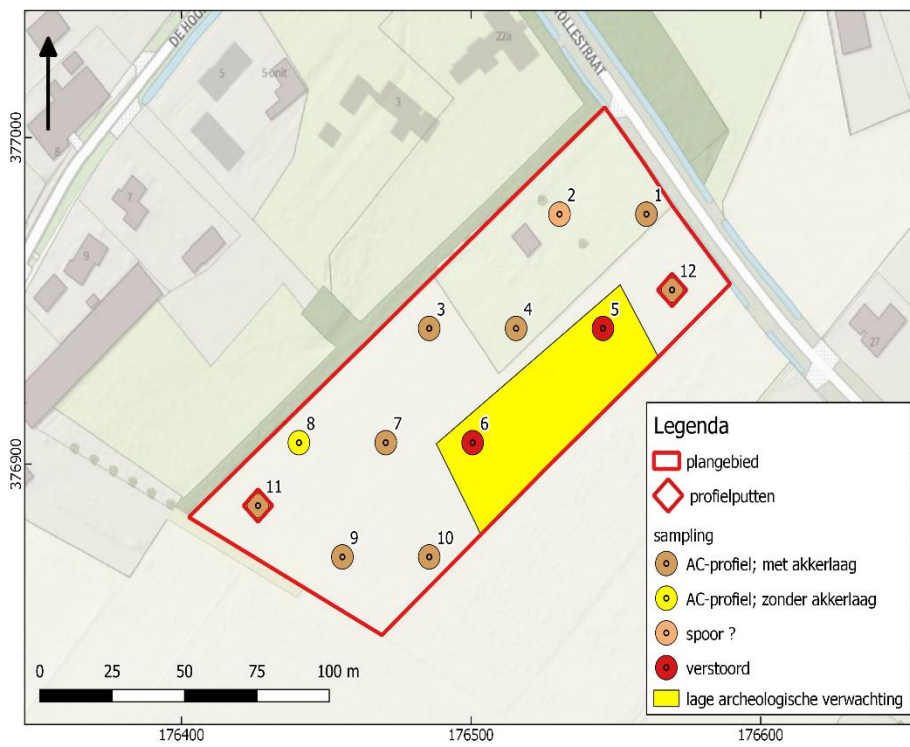 DE HOO
HOLLESTRAAT
22a
5
5-onit
3
8
7
9
27
377000
376900
2
1
12
3
4
5
8
7
6
11
9
10
0 25 50 75 100 m
176400 176500 176600
Legenda
plangebied
profielputten
sampling
AC-profiel; met akkerlaag
AC-profiel; zonder akkerlaag
spoor ?
verstoord
lage archeologische verwachting